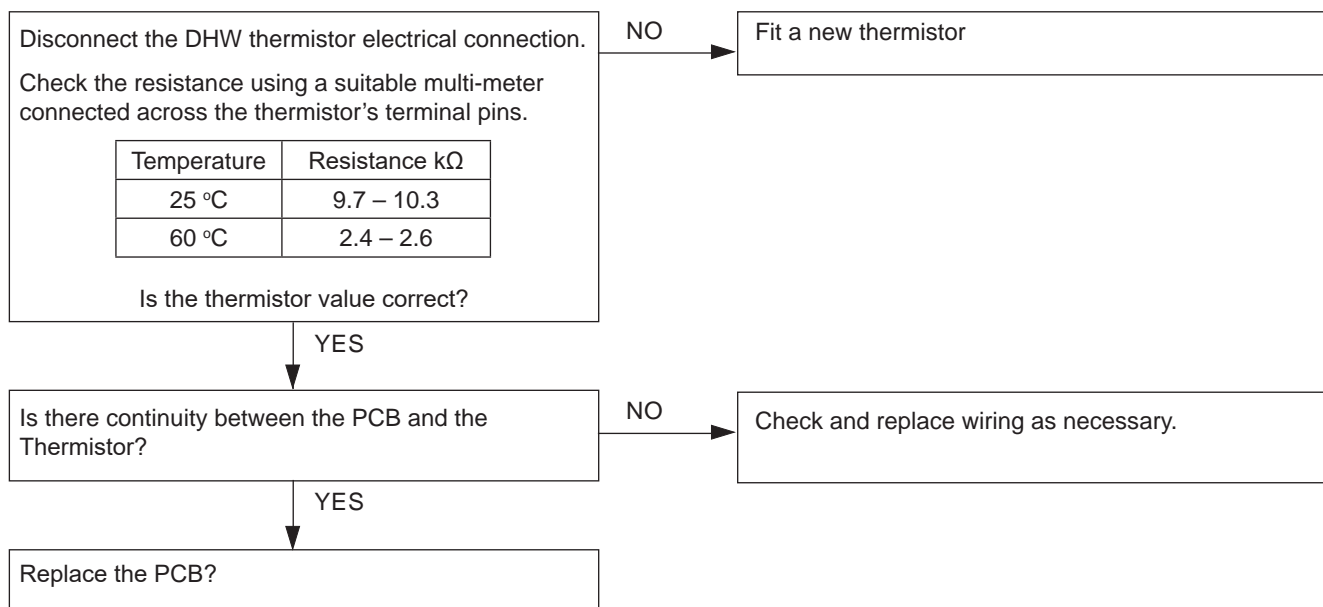 Disconnect the DHW thermistor electrical connection.
NO
Fit a new thermistor
Check the resistance using a suitable multi-meter
connected across the thermistor's terminal pins.
Temperature Resistance kΩ
25 ºC 9.7 – 10.3
60 ºC 2.4 – 2.6
Is the thermistor value correct?
YES
Is there continuity between the PCB and the
Thermistor?
NO
Check and replace wiring as necessary.
YES
Replace the PCB?